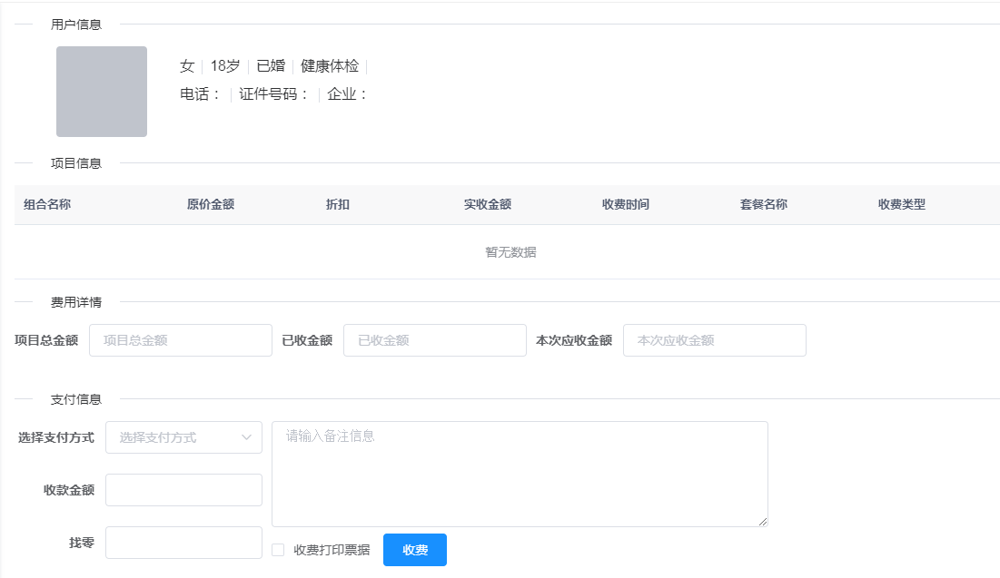 用户信息
女 18岁 已婚 健康体检
电话： 证件号码： 企业：
项目信息
组合名称 原价金额 折扣 实收金额 收费时间 套餐名称 收费类型
暂无数据
费用详情
项目总金额 项目总金额 已收金额 已收金额 本次应收金额 本次应收金额
支付信息
选择支付方式 选择支付方式 请输入备注信息
收款金额
找零 收费打印票据 收费